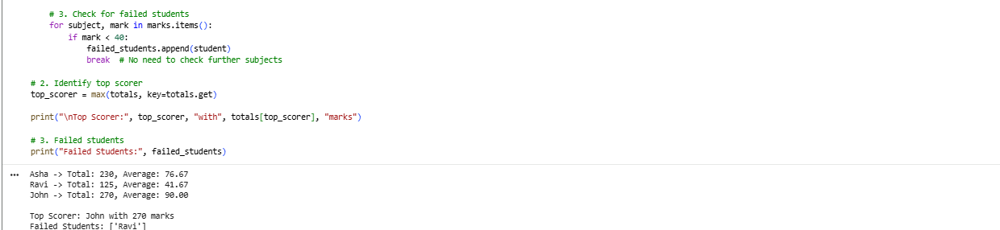 # 3. Check for failed students
for subject, mark in marks.items():
if mark < 40:
failed_students.append(student)
break  # No need to check further subjects
# 2. Identify top scorer
top_scorer = max(totals, key=totals.get)
print("\nTop Scorer:", top_scorer, "with", totals[top_scorer], "marks")
# 3. Failed students
print("Failed Students:", failed_students)
Asha -> Total: 230, Average: 76.67
Ravi -> Total: 125, Average: 41.67
John -> Total: 270, Average: 90.00
Top Scorer: John with 270 marks
Failed Students: ['Ravi']